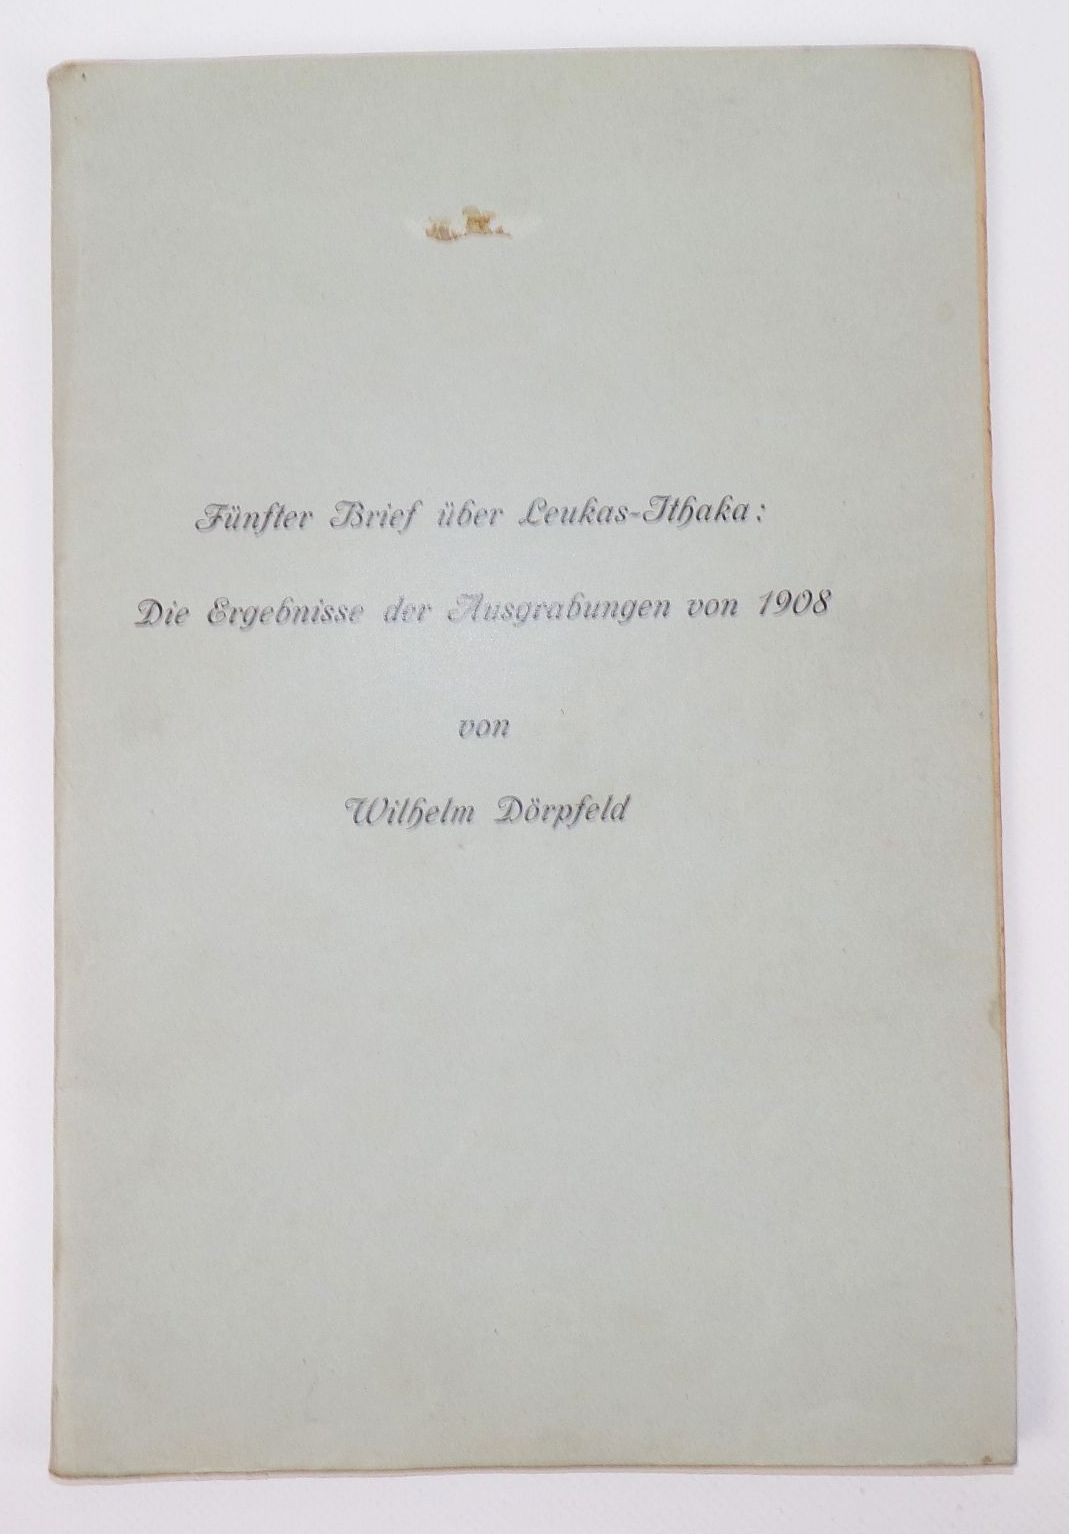 Fünfter Brief über Leukas-Ithaka:
Die Ergebnisse der Ausgrabungen von 1908
von
Wilhelm Dörpfeld